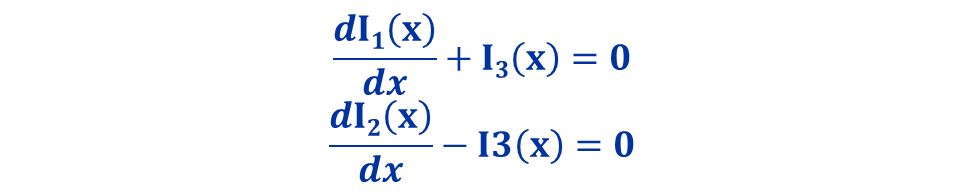 dI₁(x)/dx + I₃(x) = 0
dI₂(x)/dx − I3(x) = 0